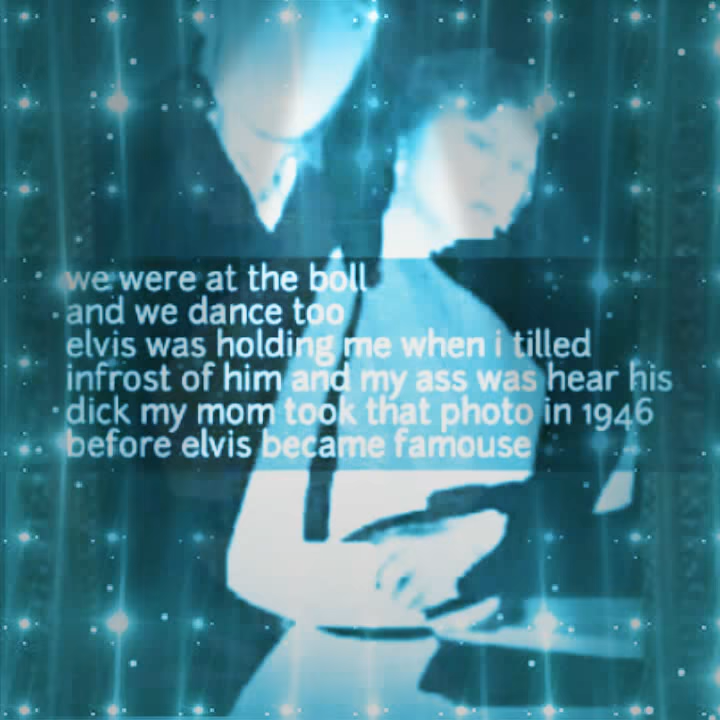 we were at the boll
and we dance too
elvis was holding me when i tilled
infrost of him and my ass was hear his
dick my mom took that photo in 1946
before elvis became famouse